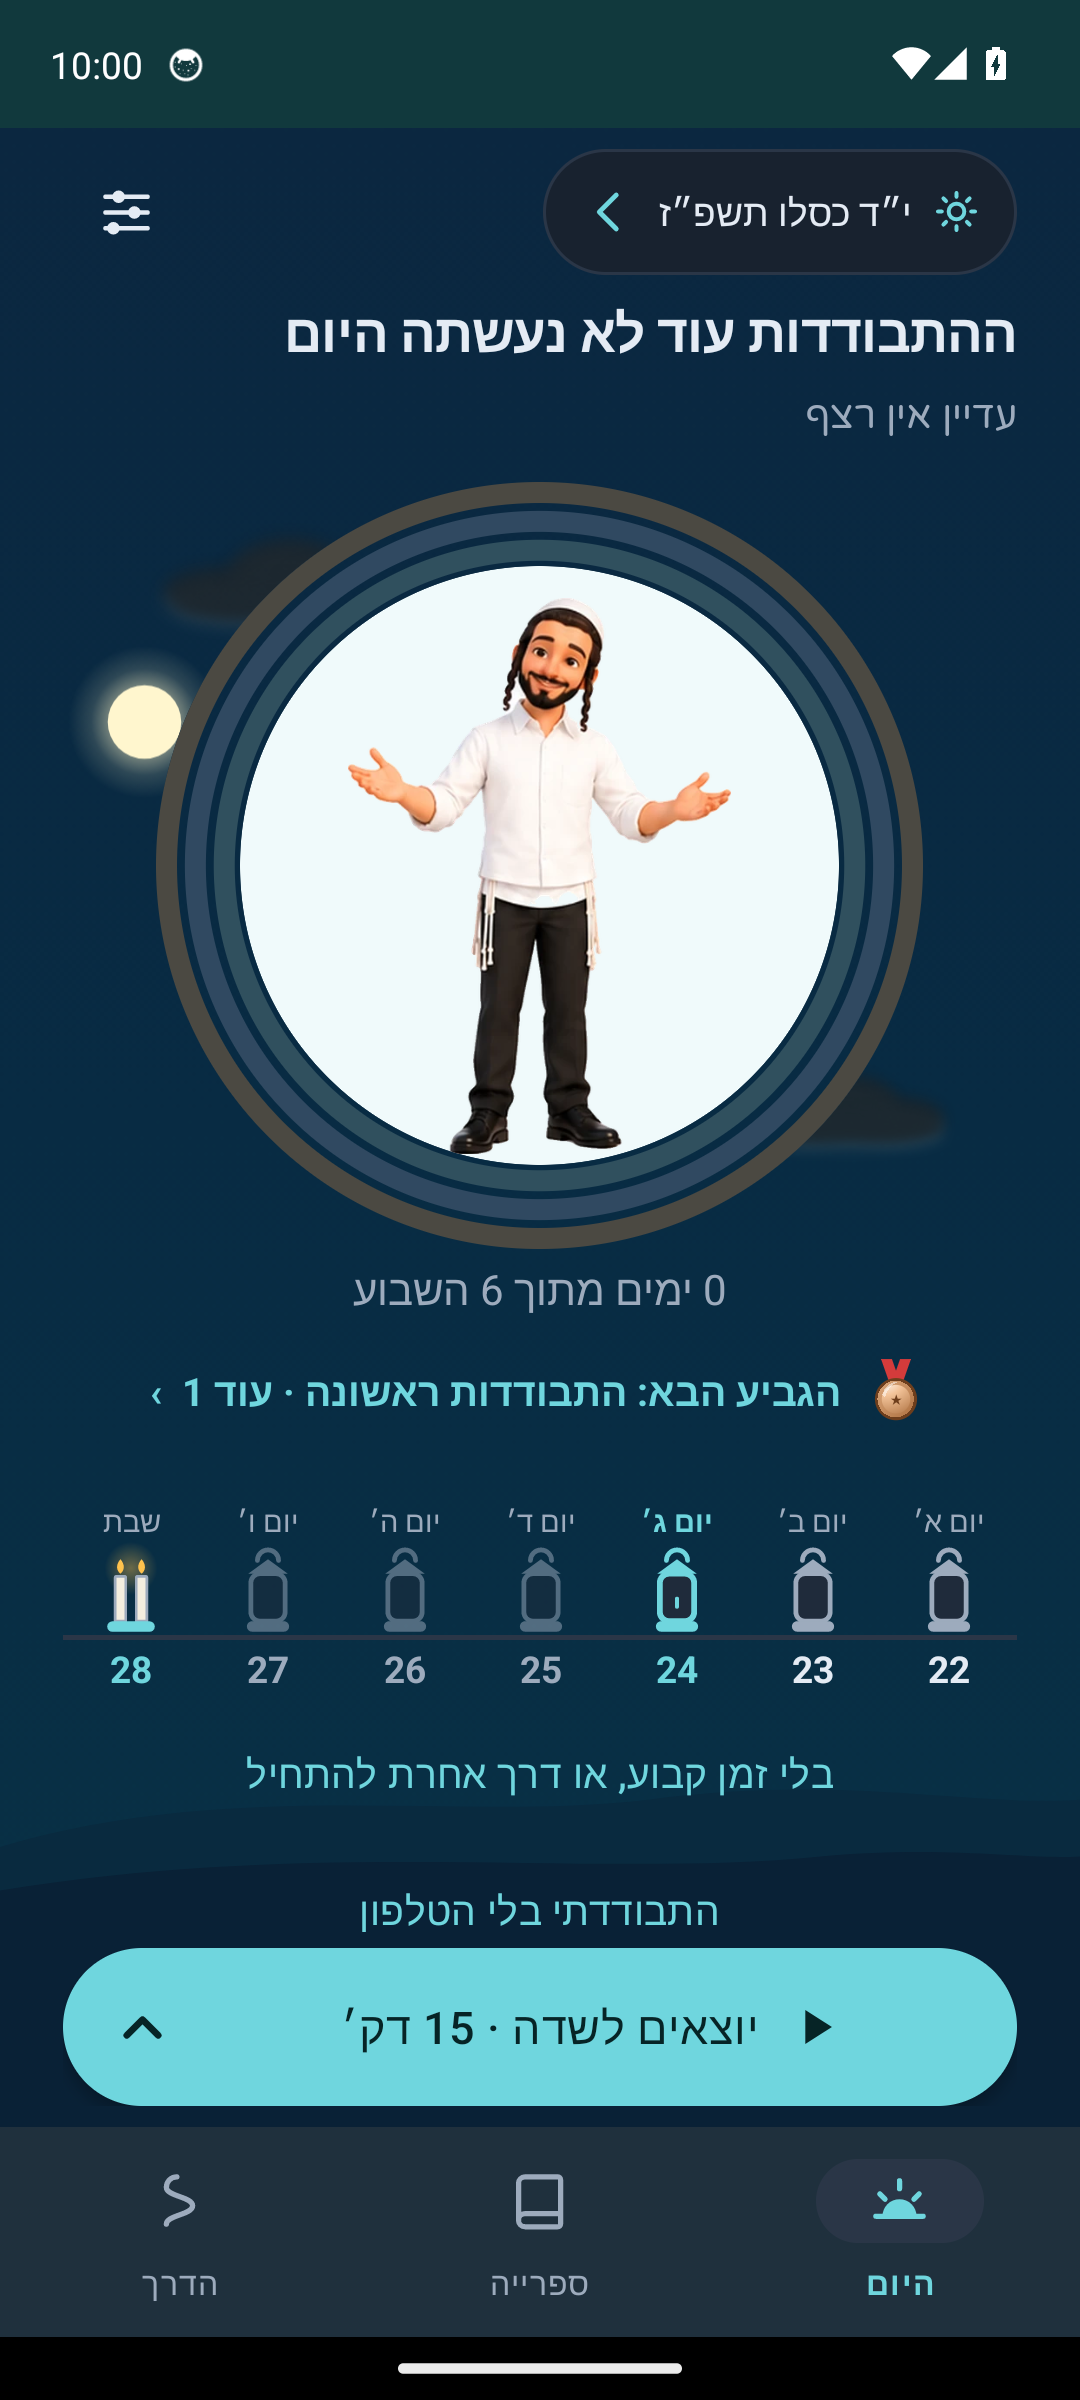 10:00
י״ד כסלו תשפ״ז
ההתבודדות עוד לא נעשתה היום
עדיין אין רצף
0 ימים מתוך 6 השבוע
הגביע הבא: התבודדות ראשונה · עוד 1 ›
יום א׳ יום ב׳ יום ג׳ יום ד׳ יום ה׳ יום ו׳ שבת
22 23 24 25 26 27 28
בלי זמן קבוע, או דרך אחרת להתחיל
התבודדתי בלי הטלפון
יוצאים לשדה · 15 דק׳
היום ספרייה הדרך